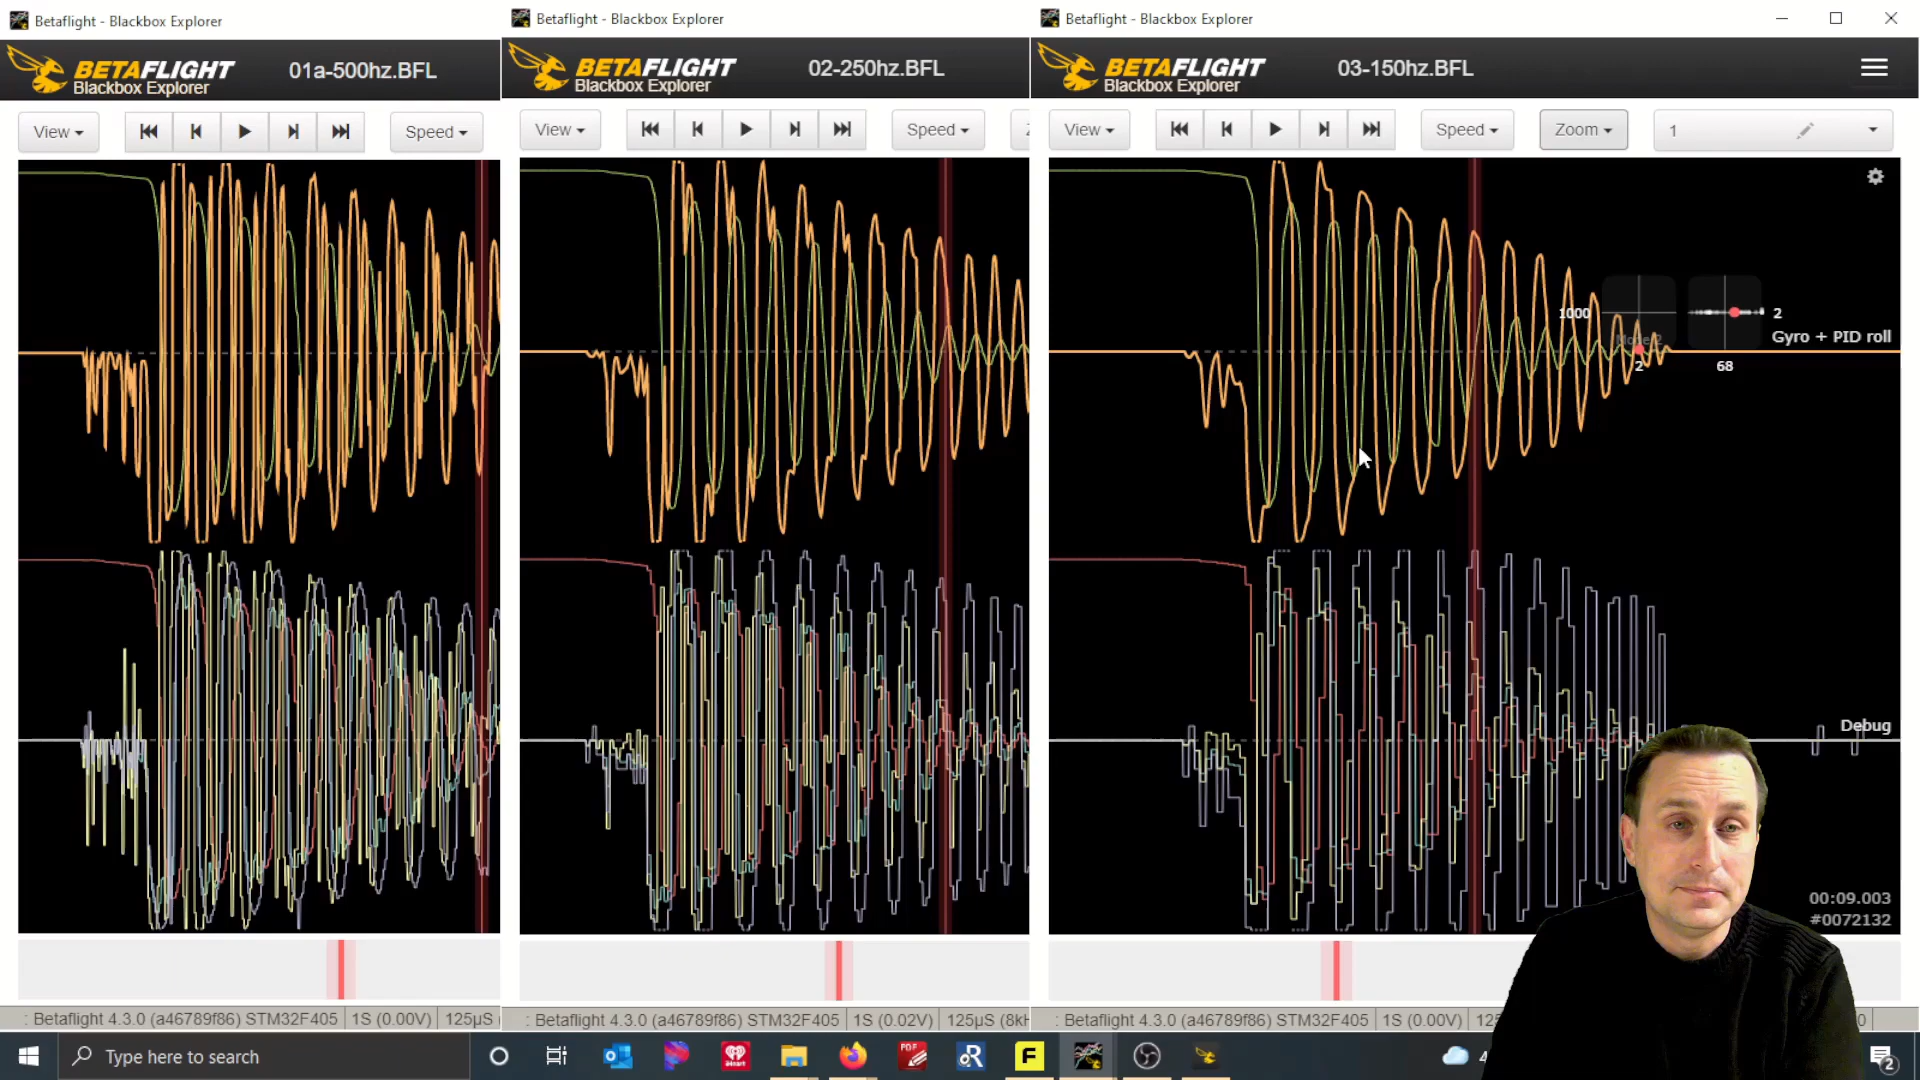 Betaflight - Blackbox Explorer
BETAFLIGHT
Blackbox Explorer
01a-500hz.BFL
View
Speed
: Betaflight 4.3.0 (a46789f86) STM32F405
1S (0.00V)
125µS
Betaflight - Blackbox Explorer
BETAFLIGHT
Blackbox Explorer
02-250hz.BFL
View
Speed
: Betaflight 4.3.0 (a46789f86) STM32F405
1S (0.02V)
125µS (8kH
Betaflight - Blackbox Explorer
BETAFLIGHT
Blackbox Explorer
03-150hz.BFL
View
Speed
Zoom
1
1000
2
Gyro + PID roll
2
68
Debug
00:09.003
#0072132
: Betaflight 4.3.0 (a46789f86) STM32F405
1S (0.00V)
Type here to search
PDF
R
F
2